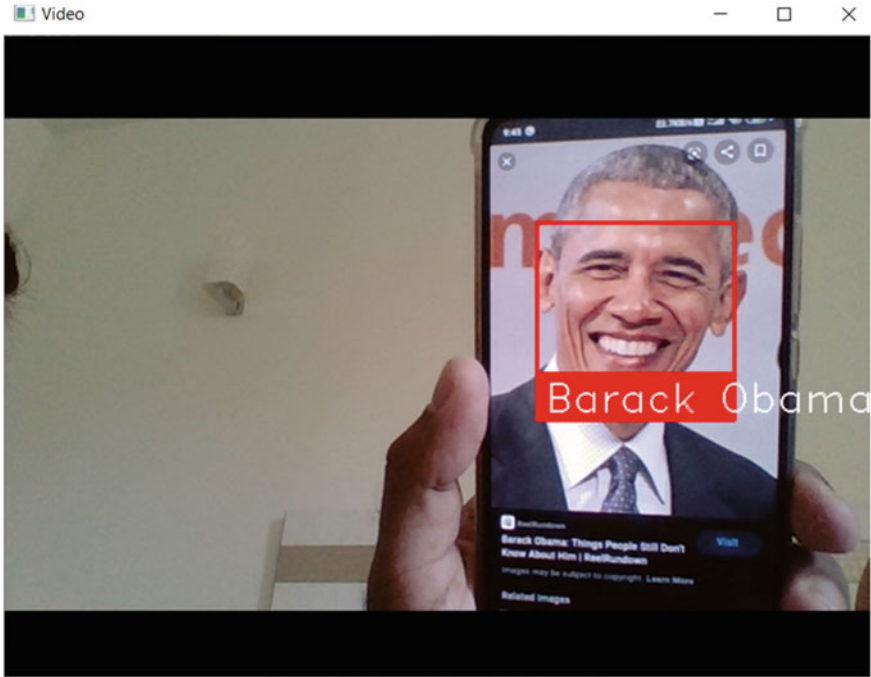 Video
9:45
Barack Obama
ReelRundown
Barack Obama: Things People Still Don't
Know About Him | ReelRundown
Visit
Images may be subject to copyright. Learn More
Related images